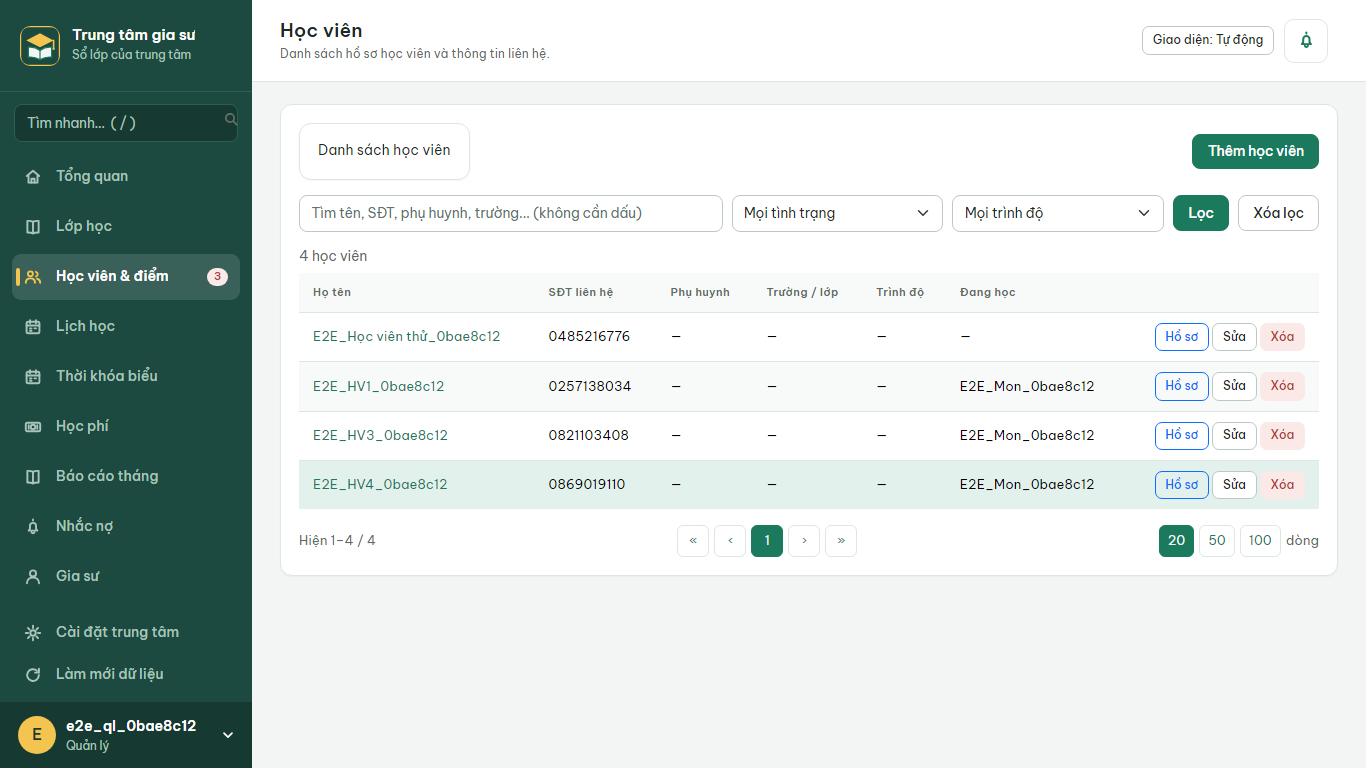 Trung tâm gia sư
Sổ lớp của trung tâm
Tìm nhanh... ( / )
Tổng quan
Lớp học
Học viên & điểm 3
Lịch học
Thời khóa biểu
Học phí
Báo cáo tháng
Nhắc nợ
Gia sư
Cài đặt trung tâm
Làm mới dữ liệu
E e2e_ql_0bae8c12
Quản lý
Học viên
Danh sách hồ sơ học viên và thông tin liên hệ.
Giao diện: Tự động
Danh sách học viên Thêm học viên
Tìm tên, SĐT, phụ huynh, trường... (không cần dấu) Mọi tình trạng Mọi trình độ Lọc Xóa lọc
4 học viên
Họ tên SĐT liên hệ Phụ huynh Trường / lớp Trình độ Đang học
E2E_Học viên thử_0bae8c12 0485216776 — — — — Hồ sơ Sửa Xóa
E2E_HV1_0bae8c12 0257138034 — — — E2E_Mon_0bae8c12 Hồ sơ Sửa Xóa
E2E_HV3_0bae8c12 0821103408 — — — E2E_Mon_0bae8c12 Hồ sơ Sửa Xóa
E2E_HV4_0bae8c12 0869019110 — — — E2E_Mon_0bae8c12 Hồ sơ Sửa Xóa
Hiện 1–4 / 4 « ‹ 1 › » 20 50 100 dòng